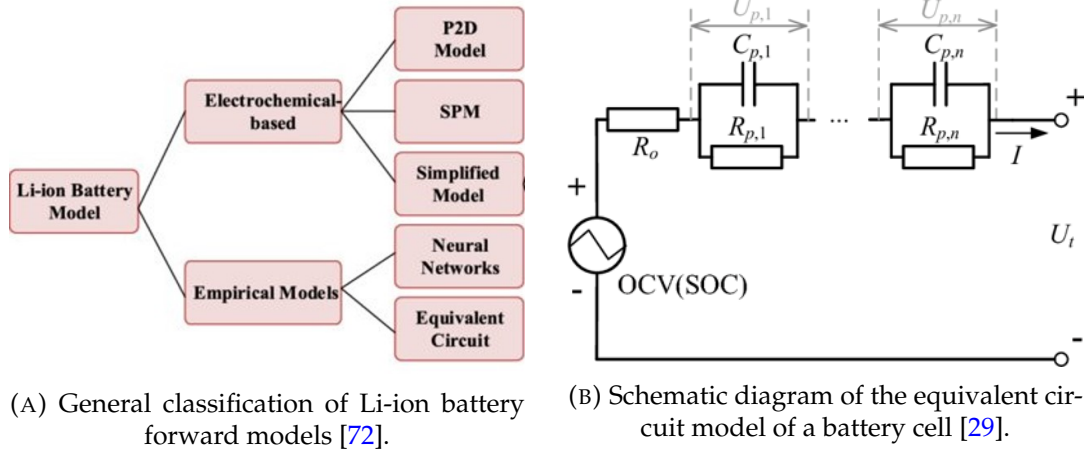 Li-ion Battery
Model
Electrochemical-
based
Empirical Models
P2D
Model
SPM
Simplified
Model
Neural
Networks
Equivalent
Circuit
(A) General classification of Li-ion battery
forward models [72].
U_{p,1}
U_{p,n}
C_{p,1}
C_{p,n}
R_o
R_{p,1}
...
R_{p,n}
I
+
+
U_t
-
OCV(SOC)
-
(B) Schematic diagram of the equivalent cir-
cuit model of a battery cell [29].